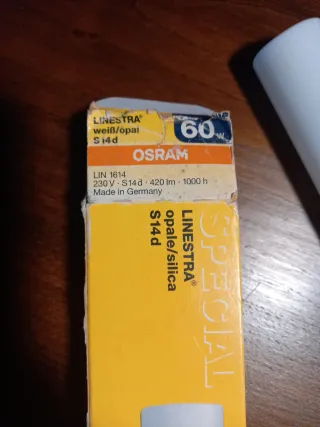 LINESTRA®
weiß/opal
S14d
60W
OSRAM
LIN 1614
230 V · S14d · 420 lm · 1000 h
Made in Germany
LINESTRA®
opale/silica
S14d
SPECIAL